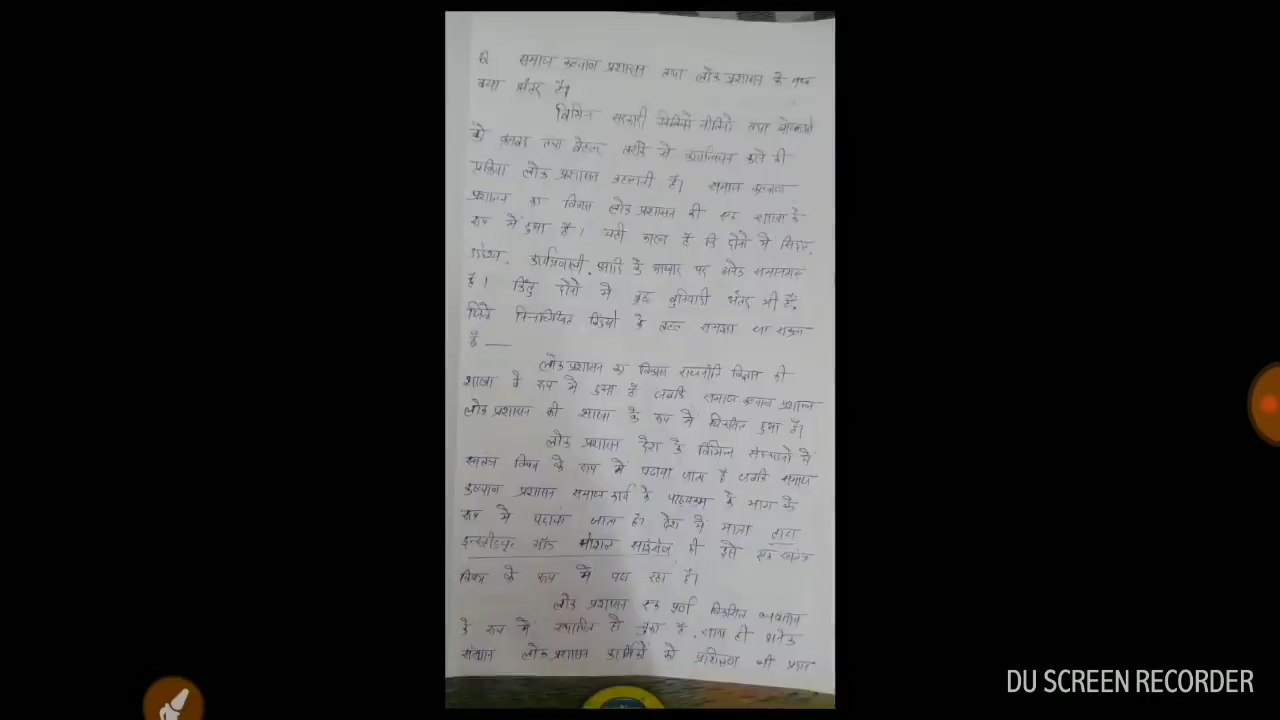 Q समाज कल्याण प्रशासन तथा लोक प्रशासन के मध्य
क्या अंतर है।
विभिन्न सरकारी नीतियों तथा
को तथा बेहतर तरीके से कार्यान्वित करने की
प्रक्रिया लोक प्रशासन कहलाती है। समाज कल्याण
प्रशासन का विकास लोक प्रशासन की एक शाखा के
रूप में हुआ है। यही कारण है कि दोनों में
उद्देश्य, कार्यप्रणाली, आदि के आधार पर अनेक समानताएं
है। किंतु दोनों में कुछ बुनियादी अंतर भी हैं,
जिसे निम्नलिखित बिंदुओं के तहत समझा जा सकता
है —
लोक प्रशासन का विकास राजनीति विज्ञान की
शाखा के रूप में हुआ है जबकि समाज कल्याण प्रशासन
लोक प्रशासन की शाखा के रूप में विकसित हुआ है।
लोक प्रशासन देश के विभिन्न संस्थानों में
स्वतंत्र विषय के रूप में पढाया जाता है जबकि समाज
कल्याण प्रशासन समाज कार्य के पाठ्यक्रम के भाग के
रूप में पढाया जाता है। देश में मात्र टाटा
इन्स्टीट्यूट ऑफ सोशल साइंसेज ही इसे एक स्वतंत्र
विषय के रूप में पढा रहा है।
लोक प्रशासन एक पूर्ण विकसित व्यवसाय
के रूप में स्थापित हो चुका है, साथ ही अनेक
संस्थान लोक प्रशासन कार्मिकों को प्रशिक्षण भी प्रदान
DU SCREEN RECORDER